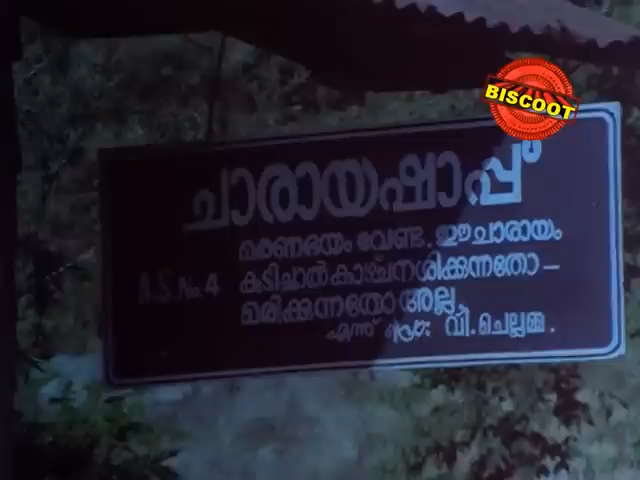 BISCOOT
ചാരായഷാപ്പ്
മരണഭയം വേണ്ട. ഈ ചാരായം
A.S. No. 4 കുടിച്ചാൽ കാഴ്ചനശിക്കുന്നതോ –
മരിക്കുന്നതോ അല്ല,
എന്ന് പ്രൊ: വി. ചെല്ലമ്മ.